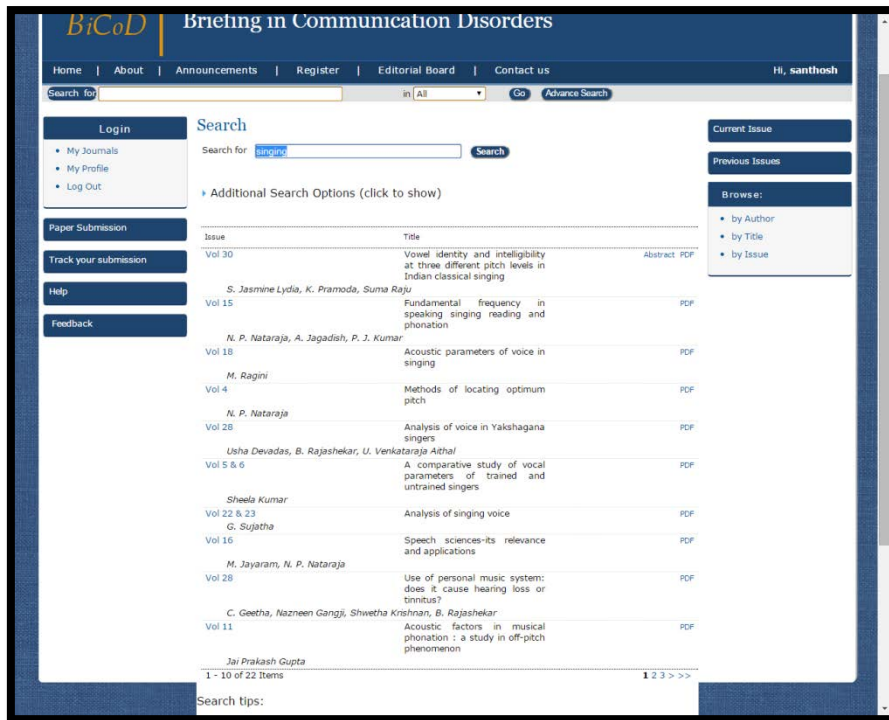 BiCoD
Briefing in Communication Disorders
Home | About | Announcements | Register | Editorial Board | Contact us
Hi, santhosh
Search for
in All
Go
Advance Search
Login
• My Journals
• My Profile
• Log Out
Paper Submission
Track your submission
Help
Feedback
Search
Search for singing Search
Additional Search Options (click to show)
Issue Title
Vol 30 Vowel identity and intelligibility Abstract PDF
at three different pitch levels in
Indian classical singing
S. Jasmine Lydia, K. Pramoda, Suma Raju
Vol 15 Fundamental frequency in PDF
speaking singing reading and
phonation
N. P. Nataraja, A. Jagadish, P. J. Kumar
Vol 18 Acoustic parameters of voice in PDF
singing
M. Ragini
Vol 4 Methods of locating optimum PDF
pitch
N. P. Nataraja
Vol 28 Analysis of voice in Yakshagana PDF
singers
Usha Devadas, B. Rajashekar, U. Venkataraja Aithal
Vol 5 & 6 A comparative study of vocal PDF
parameters of trained and
untrained singers
Sheela Kumar
Vol 22 & 23 Analysis of singing voice PDF
G. Sujatha
Vol 16 Speech sciences-its relevance PDF
and applications
M. Jayaram, N. P. Nataraja
Vol 28 Use of personal music system: PDF
does it cause hearing loss or
tinnitus?
C. Geetha, Nazneen Gangji, Shwetha Krishnan, B. Rajashekar
Vol 11 Acoustic factors in musical PDF
phonation : a study in off-pitch
phenomenon
Jai Prakash Gupta
1 - 10 of 22 Items 1 2 3 > >>
Search tips:
Current Issue
Previous Issues
Browse:
• by Author
• by Title
• by Issue